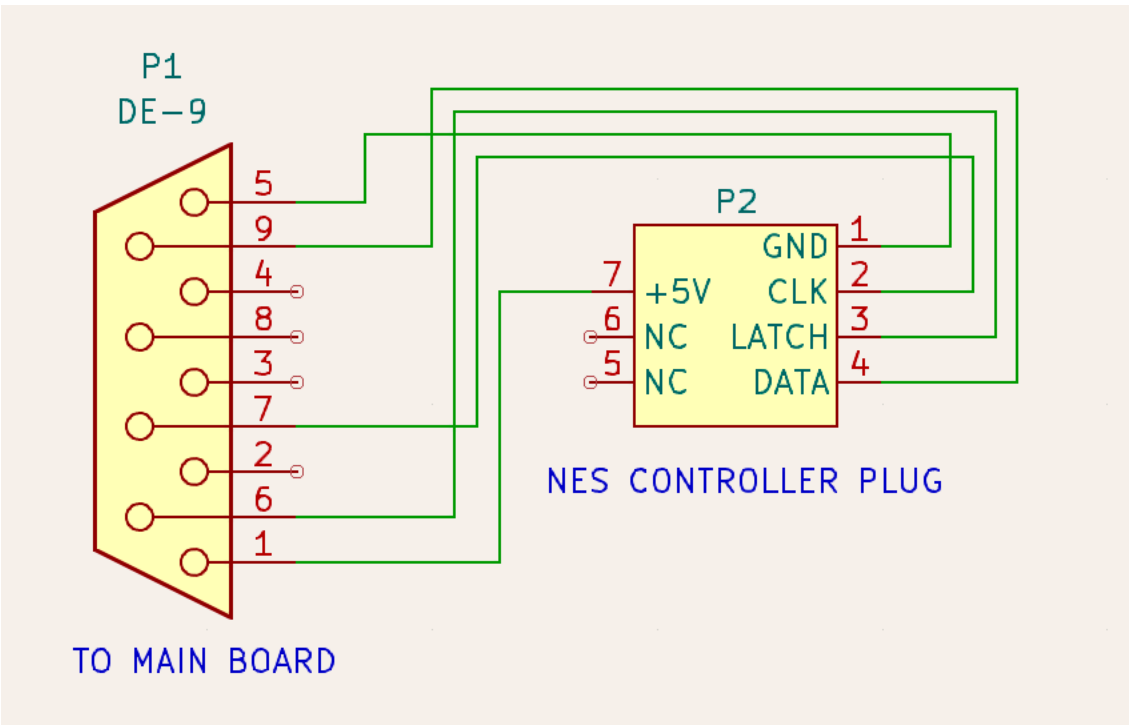 P1
DE-9
5
9
4
8
3
7
2
6
1
TO MAIN BOARD
P2
GND 1
7 +5V CLK 2
6 NC LATCH 3
5 NC DATA 4
NES CONTROLLER PLUG